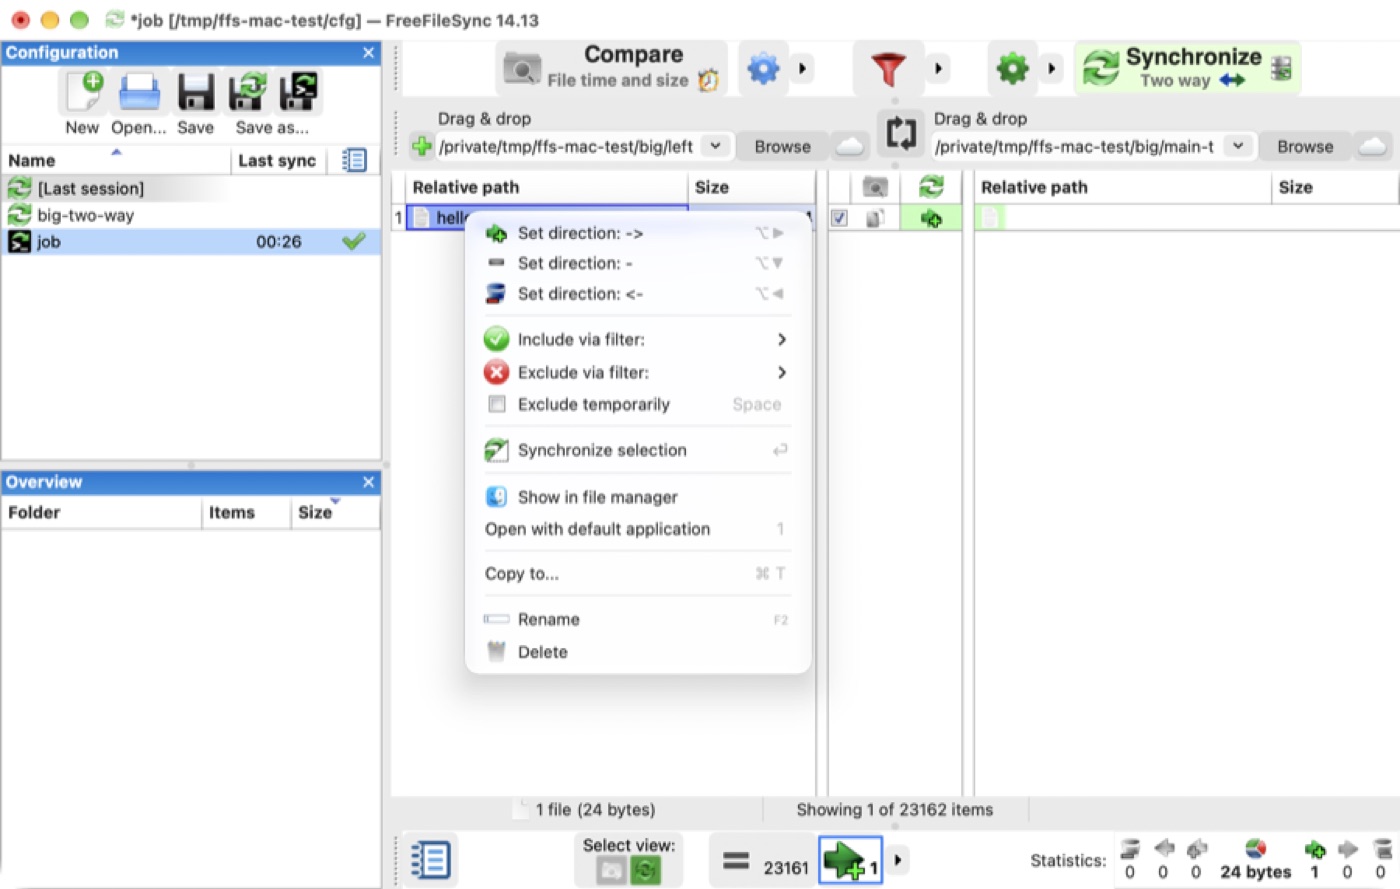 *job [/tmp/ffs-mac-test/cfg] — FreeFileSync 14.13
Configuration
New
Open...
Save
Save as...
Name
Last sync
[Last session]
big-two-way
job
00:26
Overview
Folder
Items
Size
Compare
File time and size
Synchronize
Two way
Drag & drop
/private/tmp/ffs-mac-test/big/left
Browse
Drag & drop
/private/tmp/ffs-mac-test/big/main-t
Browse
Relative path
Size
Relative path
Size
1
Set direction: ->
Set direction: -
Set direction: <-
Include via filter:
Exclude via filter:
Exclude temporarily
Space
Synchronize selection
Show in file manager
Open with default application
1
Copy to...
⌘ T
Rename
F2
Delete
1 file (24 bytes)
Showing 1 of 23162 items
Select view:
23161
1
Statistics:
0
0
0
24 bytes
1
0
0